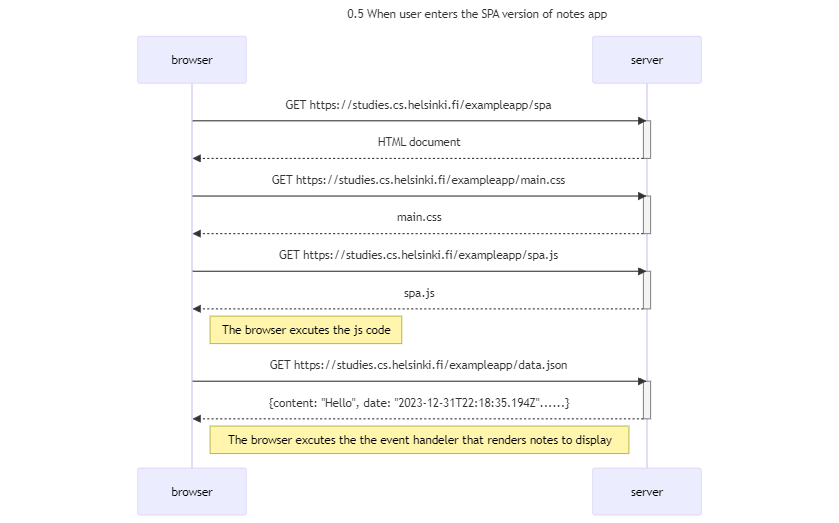 0.5 When user enters the SPA version of notes app
browser server
GET https://studies.cs.helsinki.fi/exampleapp/spa
HTML document
GET https://studies.cs.helsinki.fi/exampleapp/main.css
main.css
GET https://studies.cs.helsinki.fi/exampleapp/spa.js
spa.js
The browser excutes the js code
GET https://studies.cs.helsinki.fi/exampleapp/data.json
{content: "Hello", date: "2023-12-31T22:18:35.194Z"......}
The browser excutes the the event handeler that renders notes to display
browser server